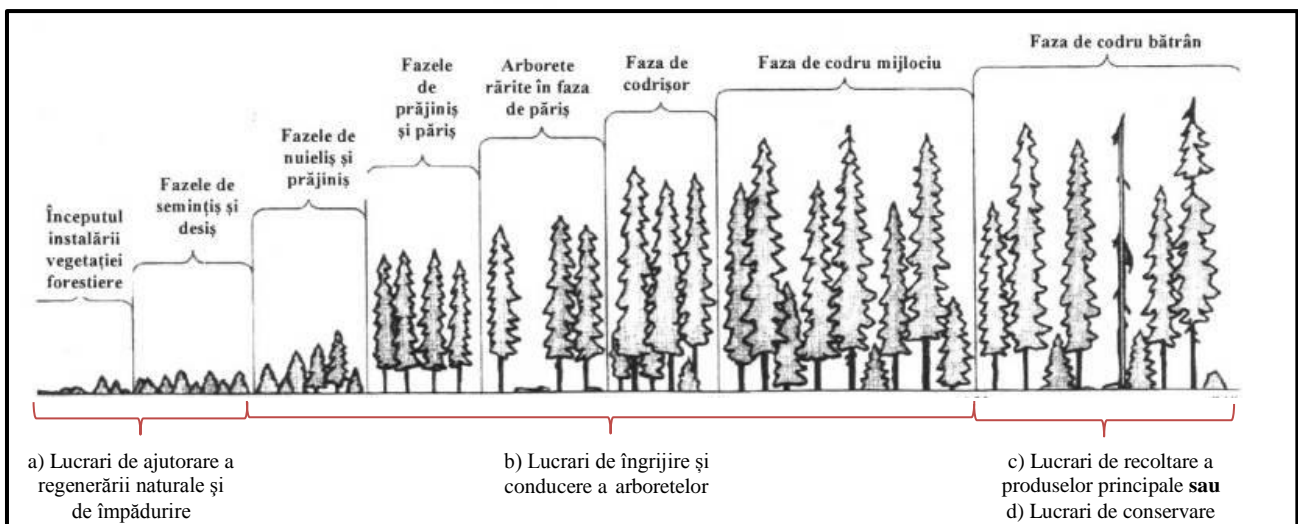 Începutul
instalării
vegetației
forestiere
Fazele de
semințiș și
desiș
Fazele de
nuieliș și
prăjiniș
Fazele
de
prăjiniș
și păriș
Arborete
rărite în faza
de păriș
Faza de
codrișor
Faza de codru mijlociu
Faza de codru bătrân
a) Lucrari de ajutorare a
regenerării naturale şi
de împădurire
b) Lucrari de îngrijire și
conducere a arboretelor
c) Lucrari de recoltare a
produselor principale sau
d) Lucrari de conservare